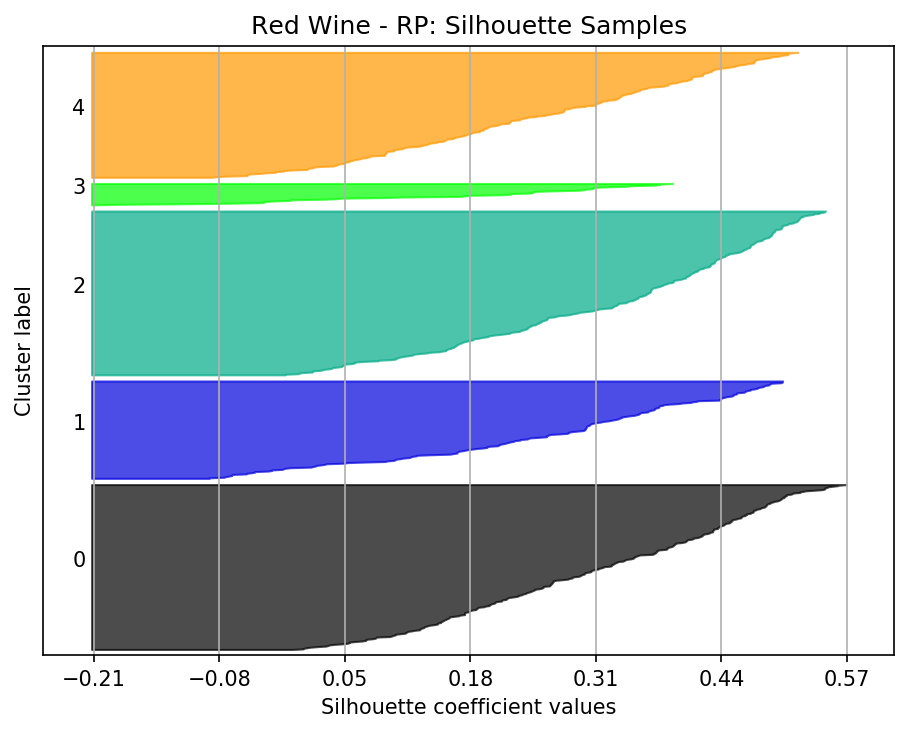 Red Wine - RP: Silhouette Samples
Cluster label
4
3
2
1
0
−0.21 −0.08 0.05 0.18 0.31 0.44 0.57
Silhouette coefficient values